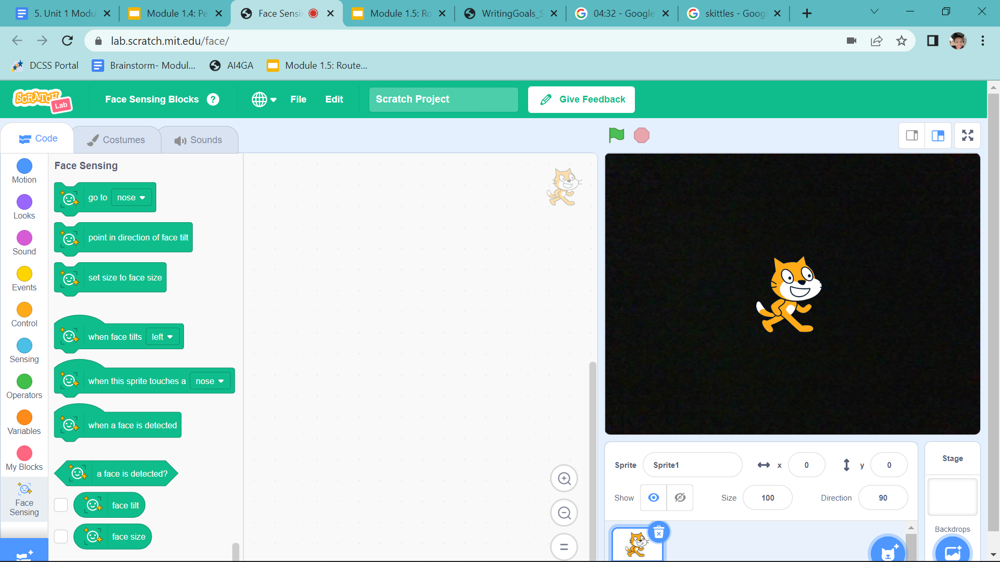 5. Unit 1 Modu
Module 1.4: Pe
Face Sensi
Module 1.5: Ro
WritingGoals_S
04:32 - Google
skittles - Googl
lab.scratch.mit.edu/face/
DCSS Portal
Brainstorm- Modul...
AI4GA
Module 1.5: Route...
SCRATCH
Lab
Face Sensing Blocks ?
File
Edit
Scratch Project
Give Feedback
Code
Costumes
Sounds
Motion
Looks
Sound
Events
Control
Sensing
Operators
Variables
My Blocks
Face
Sensing
Face Sensing
go to nose
point in direction of face tilt
set size to face size
when face tilts left
when this sprite touches a nose
when a face is detected
a face is detected?
face tilt
face size
Sprite Sprite1 x 0 y 0
Show Size 100 Direction 90
Stage
Backdrops